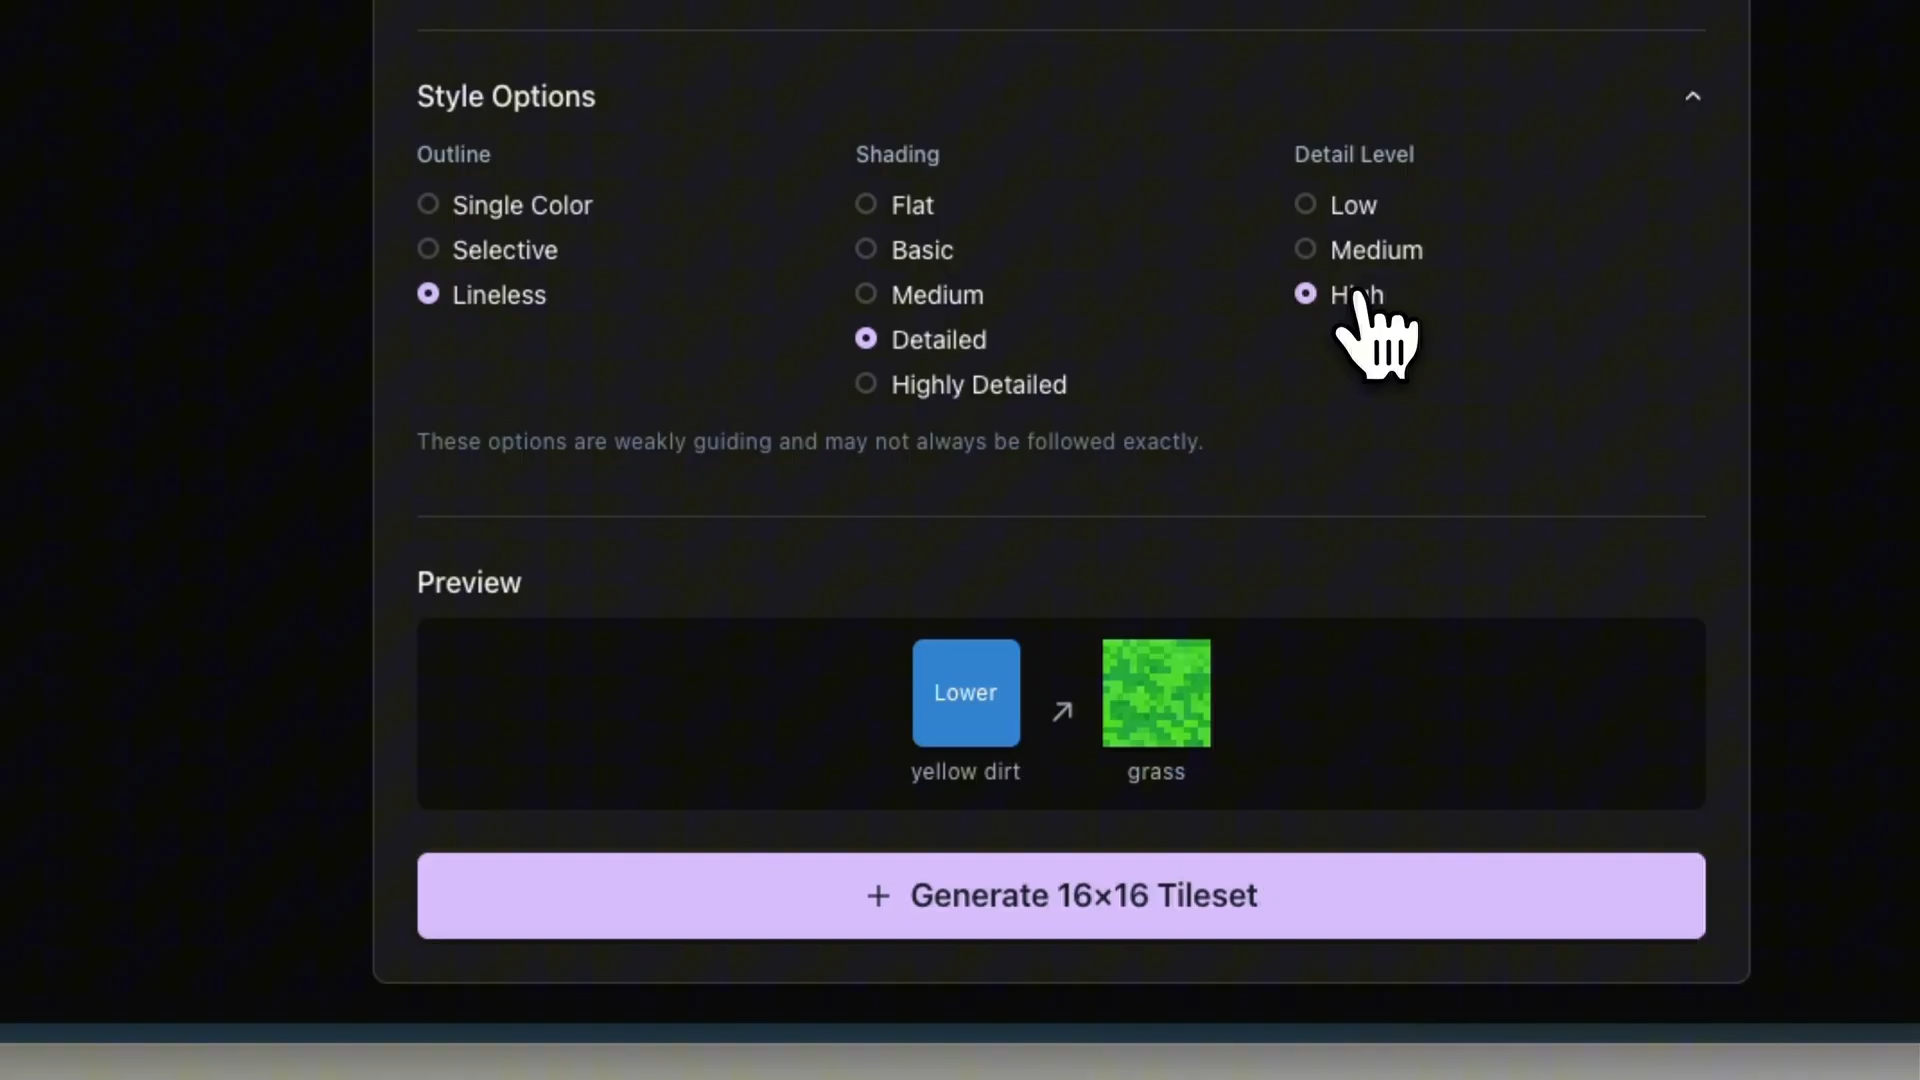 Style Options
Outline
Single Color
Selective
Lineless
Shading
Flat
Basic
Medium
Detailed
Highly Detailed
Detail Level
Low
Medium
High
These options are weakly guiding and may not always be followed exactly.
Preview
Lower
yellow dirt
grass
+ Generate 16×16 Tileset